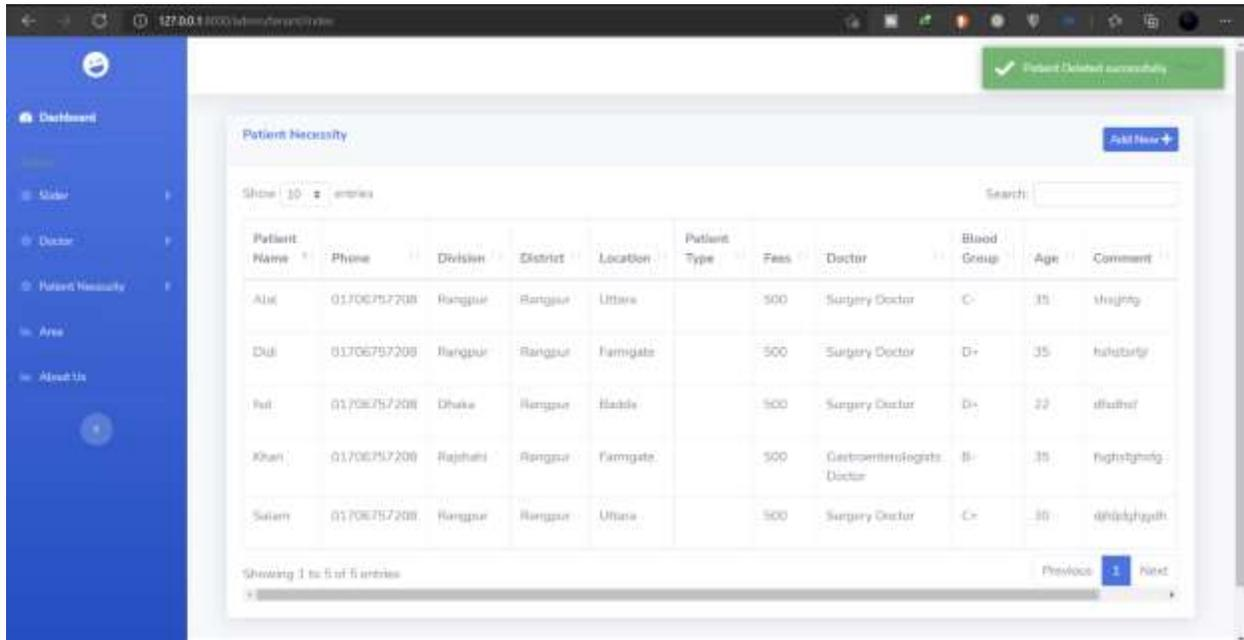 127.0.0.1:8000/admin/tenant/index
Patient Deleted successfully
Dashboard
Patient Necessity
Add New
Slider
Show 10 entries
Search:
Doctor
Patient Name Phone Division District Location Patient Type Fees Doctor Blood Group Age Comment
Patient Necessity
01706757208 Rangpur Rangpur Uttara 500 Surgery Doctor C- 35
Area
Didi 01706757208 Rangpur Rangpur Farmgate 500 Surgery Doctor D+ 35
About Us
01706757208 Dhaka Rangpur Badda 500 Surgery Doctor D+ 22
Khan 01706757208 Rajshahi Rangpur Farmgate 500 Gastroenterologists Doctor B- 35
Salam 01706757208 Rangpur Rangpur Uttara 500 Surgery Doctor C+
Showing 1 to 5 of 5 entries
Previous 1 Next